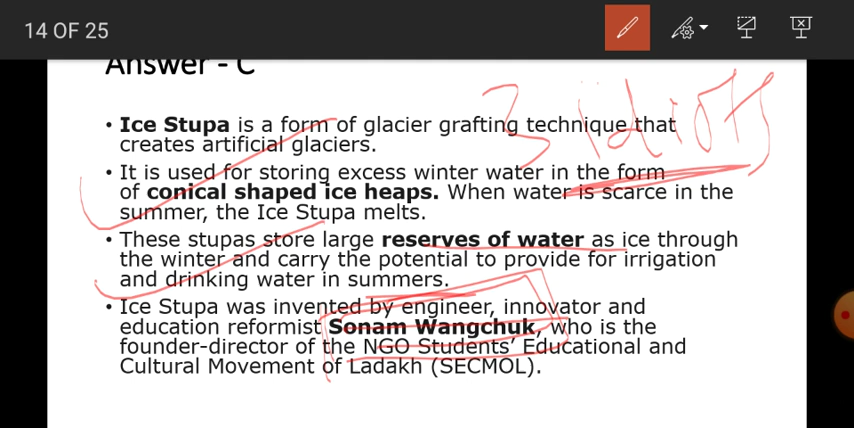 14 OF 25
Answer - C
3 idiots
• Ice Stupa is a form of glacier grafting technique that
creates artificial glaciers.
• It is used for storing excess winter water in the form
of conical shaped ice heaps. When water is scarce in the
summer, the Ice Stupa melts.
• These stupas store large reserves of water as ice through
the winter and carry the potential to provide for irrigation
and drinking water in summers.
• Ice Stupa was invented by engineer, innovator and
education reformist Sonam Wangchuk, who is the
founder-director of the NGO Students’ Educational and
Cultural Movement of Ladakh (SECMOL).